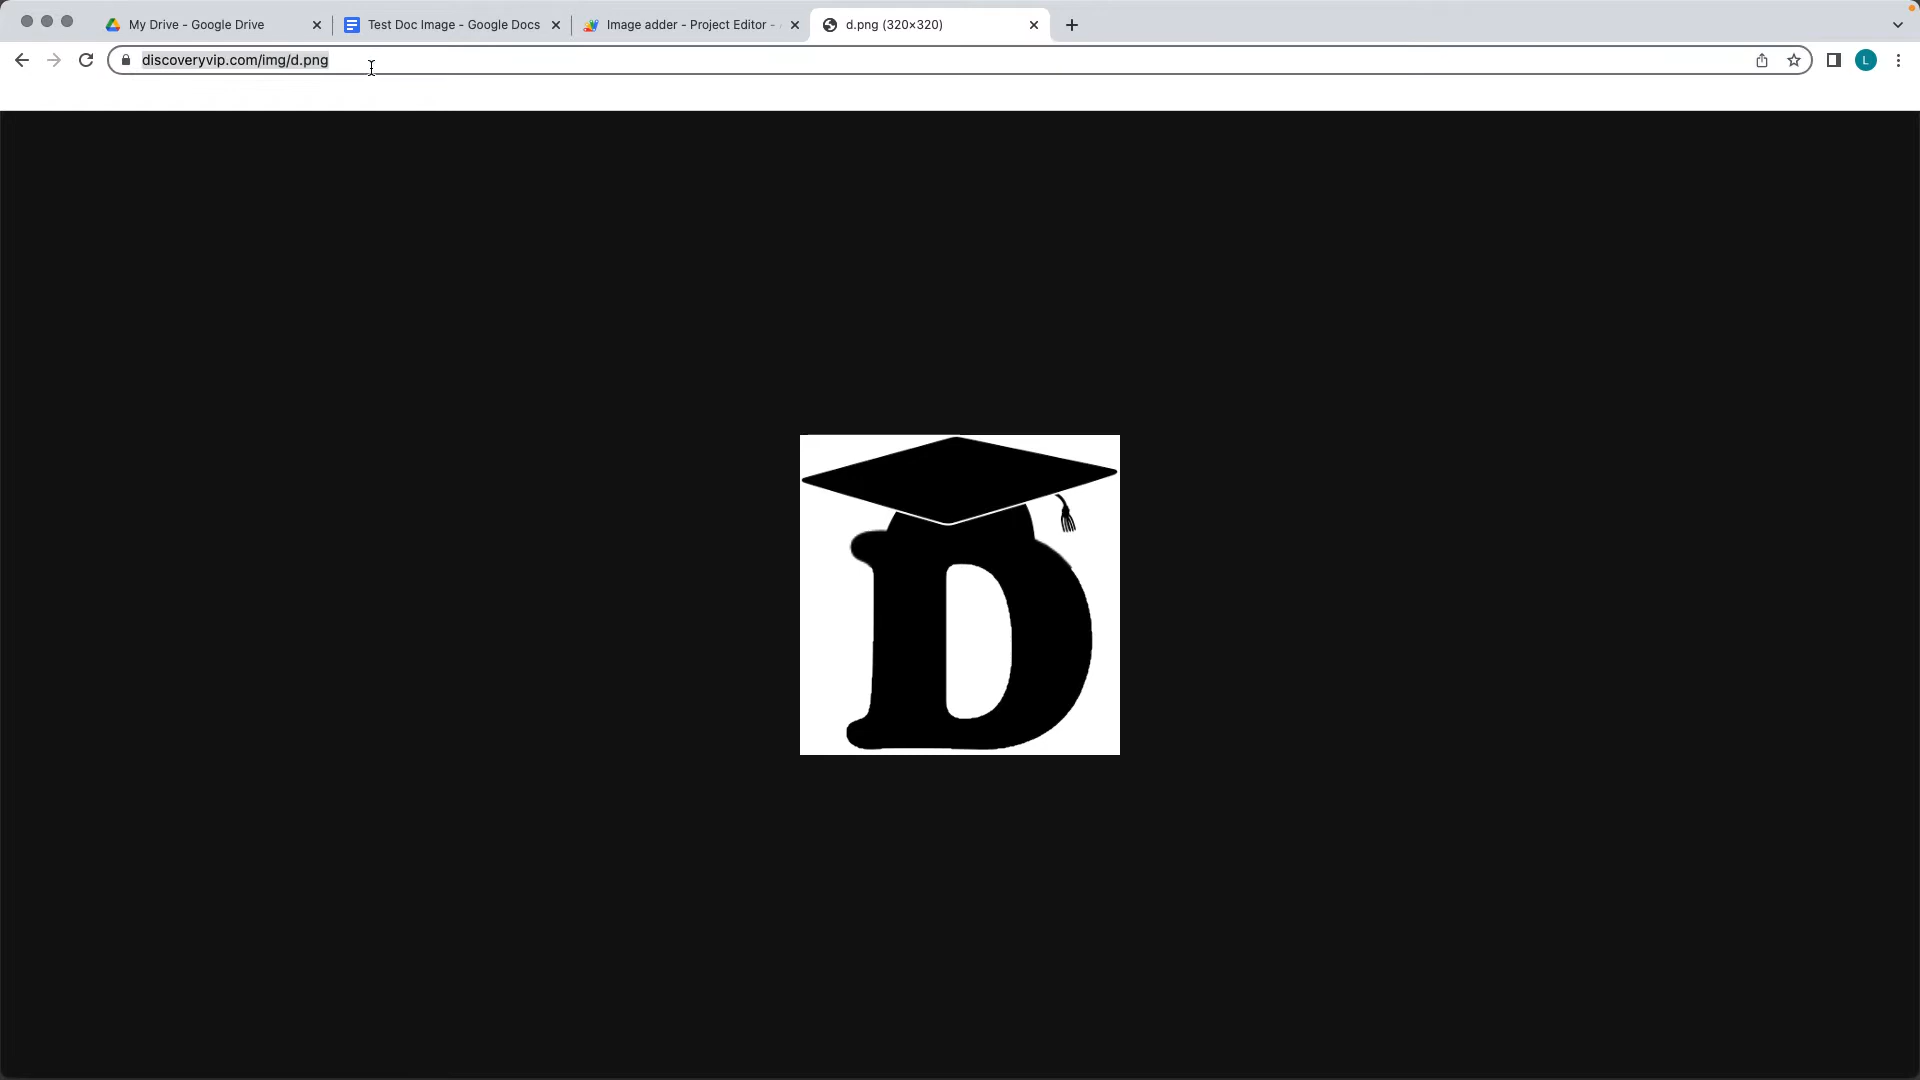 My Drive - Google Drive
Test Doc Image - Google Docs
Image adder - Project Editor -
d.png (320×320)
discoveryvip.com/img/d.png
L
D